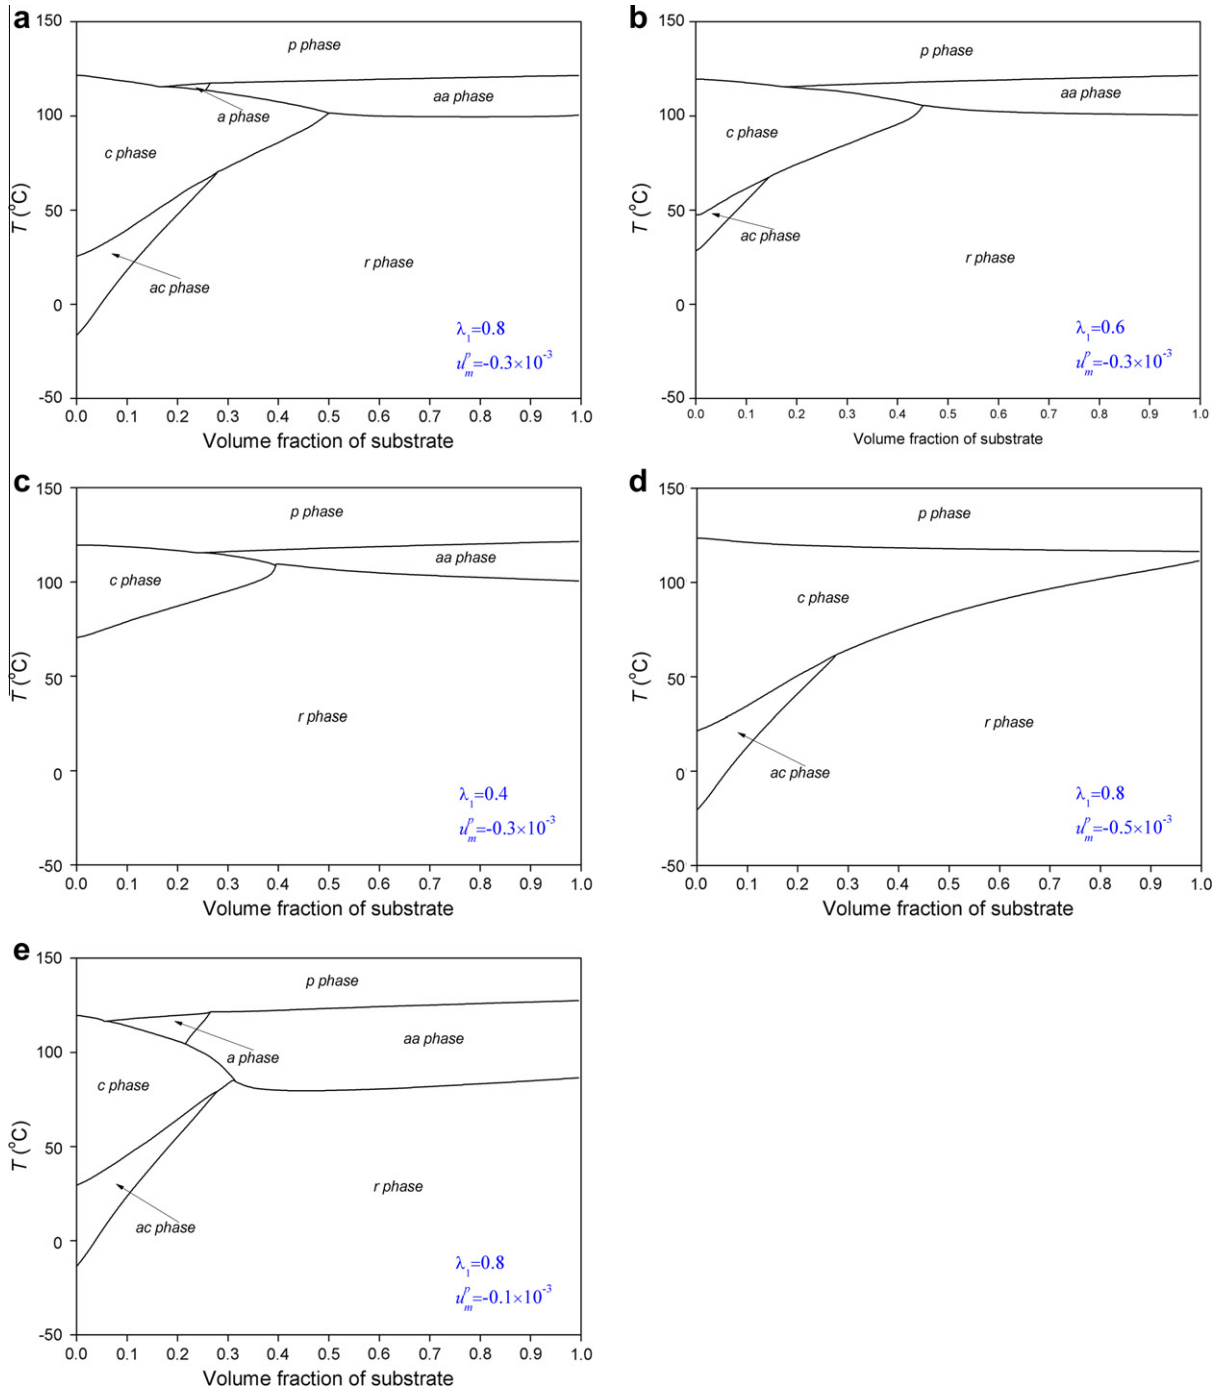 a
150
100
50
0
-50
T (°C)
p phase
aa phase
a phase
c phase
r phase
ac phase
λ1=0.8
u_m^p=-0.3×10^-3
0.0 0.1 0.2 0.3 0.4 0.5 0.6 0.7 0.8 0.9 1.0
Volume fraction of substrate
b
150
100
50
0
-50
T (°C)
p phase
aa phase
c phase
ac phase
r phase
λ1=0.6
u_m^p=-0.3×10^-3
0.0 0.1 0.2 0.3 0.4 0.5 0.6 0.7 0.8 0.9 1.0
Volume fraction of substrate
c
150
100
50
0
-50
T (°C)
p phase
aa phase
c phase
r phase
λ1=0.4
u_m^p=-0.3×10^-3
0.0 0.1 0.2 0.3 0.4 0.5 0.6 0.7 0.8 0.9 1.0
Volume fraction of substrate
d
150
100
50
0
-50
T (°C)
p phase
c phase
r phase
ac phase
λ1=0.8
u_m^p=-0.5×10^-3
0.0 0.1 0.2 0.3 0.4 0.5 0.6 0.7 0.8 0.9 1.0
Volume fraction of substrate
e
150
100
50
0
-50
T (°C)
p phase
aa phase
a phase
c phase
r phase
ac phase
λ1=0.8
u_m^p=-0.1×10^-3
0.0 0.1 0.2 0.3 0.4 0.5 0.6 0.7 0.8 0.9 1.0
Volume fraction of substrate